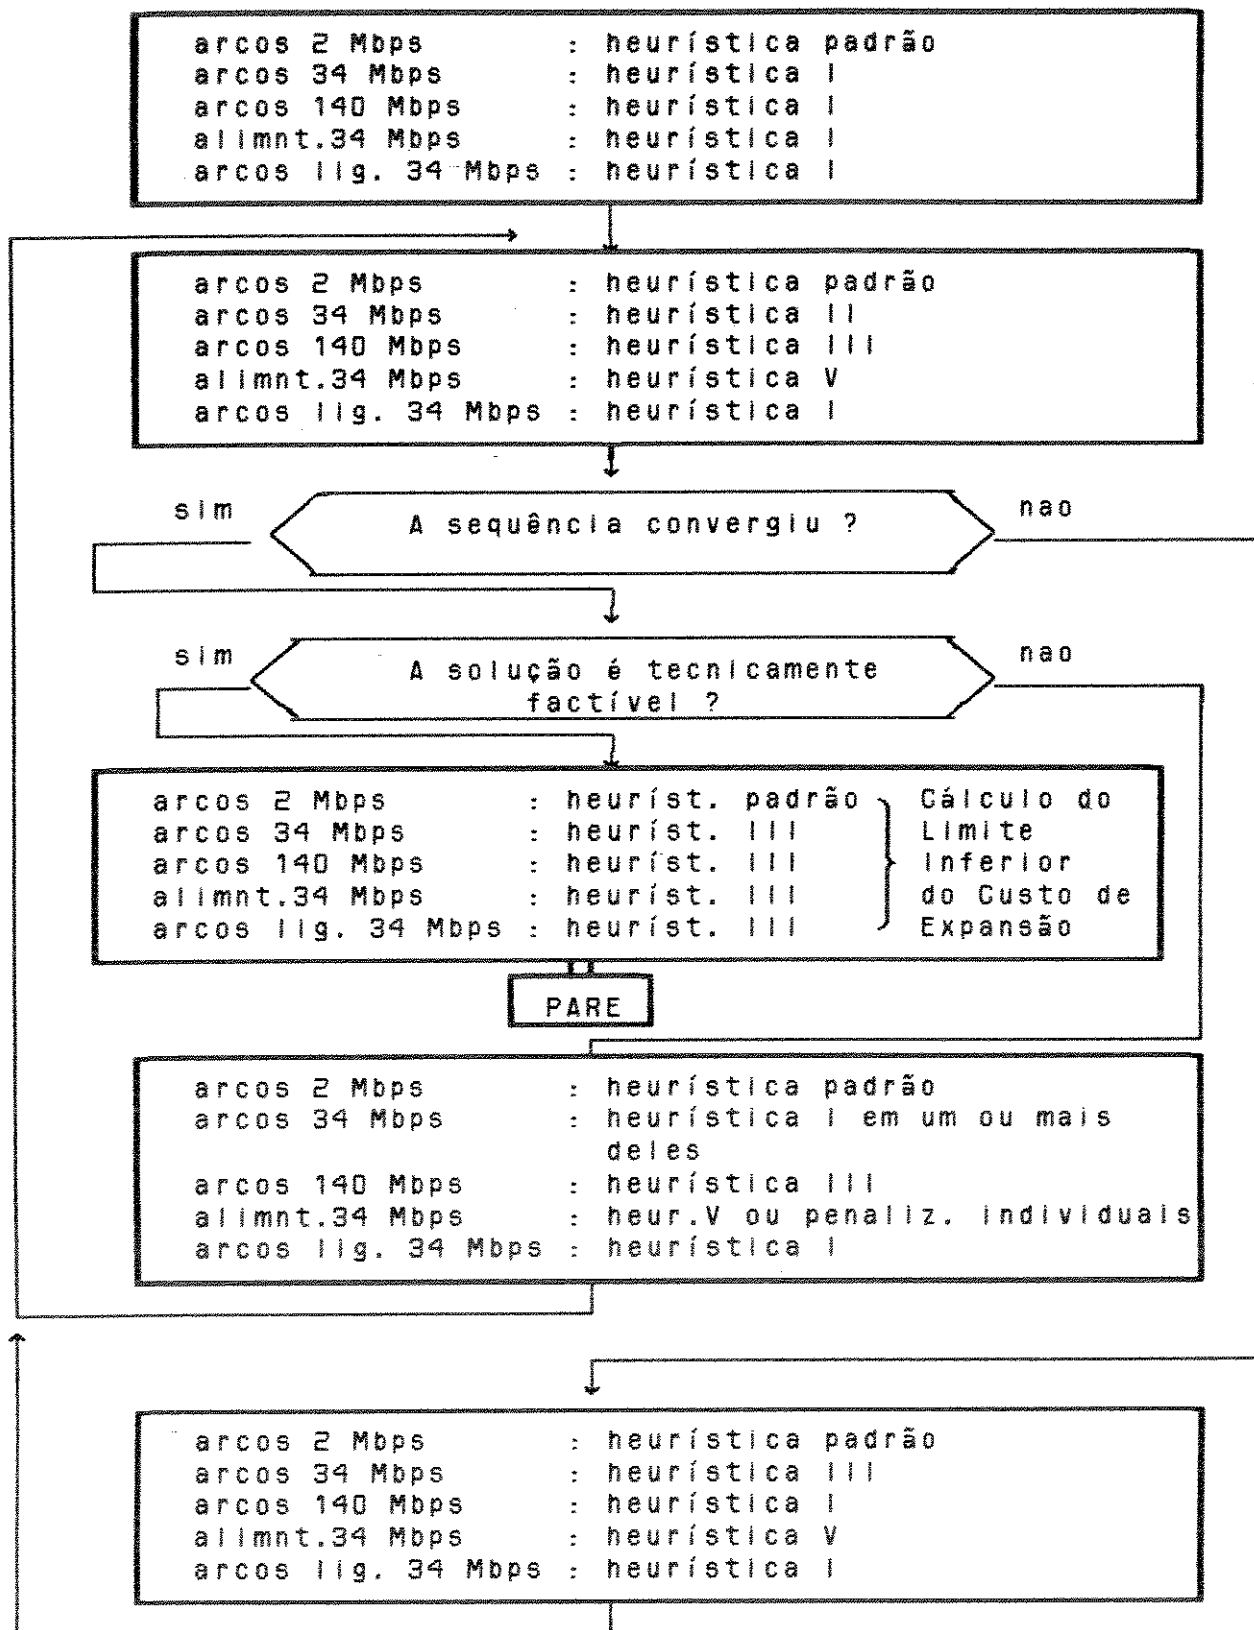 arcos 2 Mbps : heurística padrão
arcos 34 Mbps : heurística I
arcos 140 Mbps : heurística I
alimnt.34 Mbps : heurística I
arcos lig. 34 Mbps : heurística I
arcos 2 Mbps : heurística padrão
arcos 34 Mbps : heurística II
arcos 140 Mbps : heurística III
alimnt.34 Mbps : heurística V
arcos lig. 34 Mbps : heurística I
sim
A sequência convergiu ?
nao
sim
A solução é tecnicamente
factível ?
nao
arcos 2 Mbps : heuríst. padrão
arcos 34 Mbps : heuríst. III
arcos 140 Mbps : heuríst. III
alimnt.34 Mbps : heuríst. III
arcos lig. 34 Mbps : heuríst. III
Cálculo do
Limite
Inferior
do Custo de
Expansão
PARE
arcos 2 Mbps : heurística padrão
arcos 34 Mbps : heurística I em um ou mais
deles
arcos 140 Mbps : heurística III
alimnt.34 Mbps : heur.V ou penaliz. individuais
arcos lig. 34 Mbps : heurística I
arcos 2 Mbps : heurística padrão
arcos 34 Mbps : heurística III
arcos 140 Mbps : heurística I
alimnt.34 Mbps : heurística V
arcos lig. 34 Mbps : heurística I